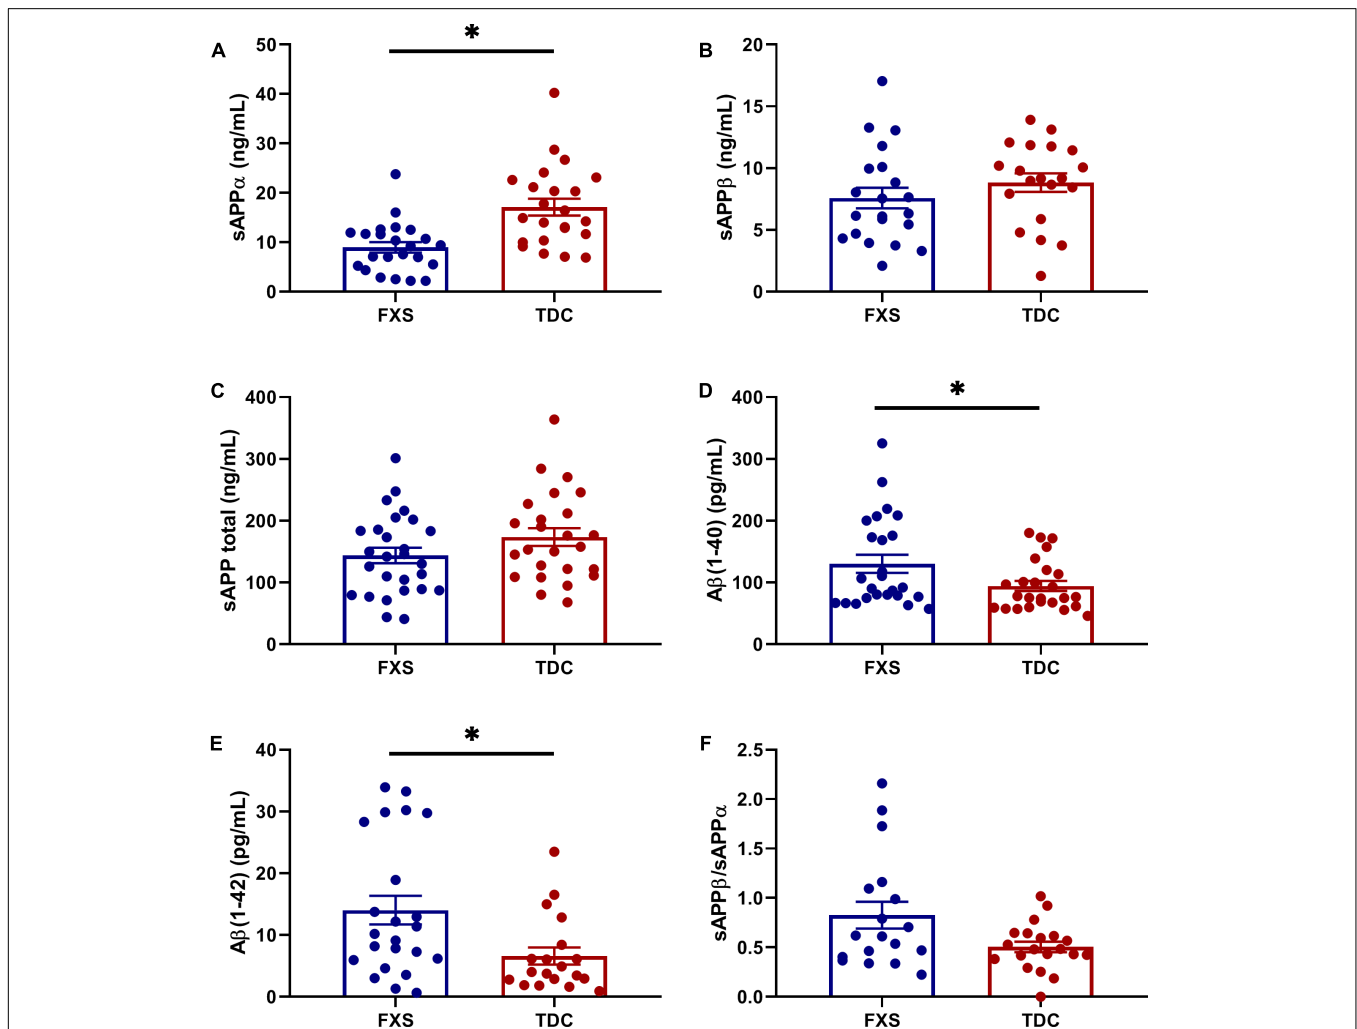 A
*
sAPPα (ng/mL)
50
40
30
20
10
0
FXS
TDC
B
sAPPβ (ng/mL)
20
15
10
5
0
FXS
TDC
C
sAPP total (ng/mL)
400
300
200
100
0
FXS
TDC
D
*
Aβ(1-40) (pg/mL)
400
300
200
100
0
FXS
TDC
E
*
Aβ(1-42) (pg/mL)
40
30
20
10
0
FXS
TDC
F
sAPPβ/sAPPα
2.5
2.0
1.5
1.0
0.5
0.0
FXS
TDC